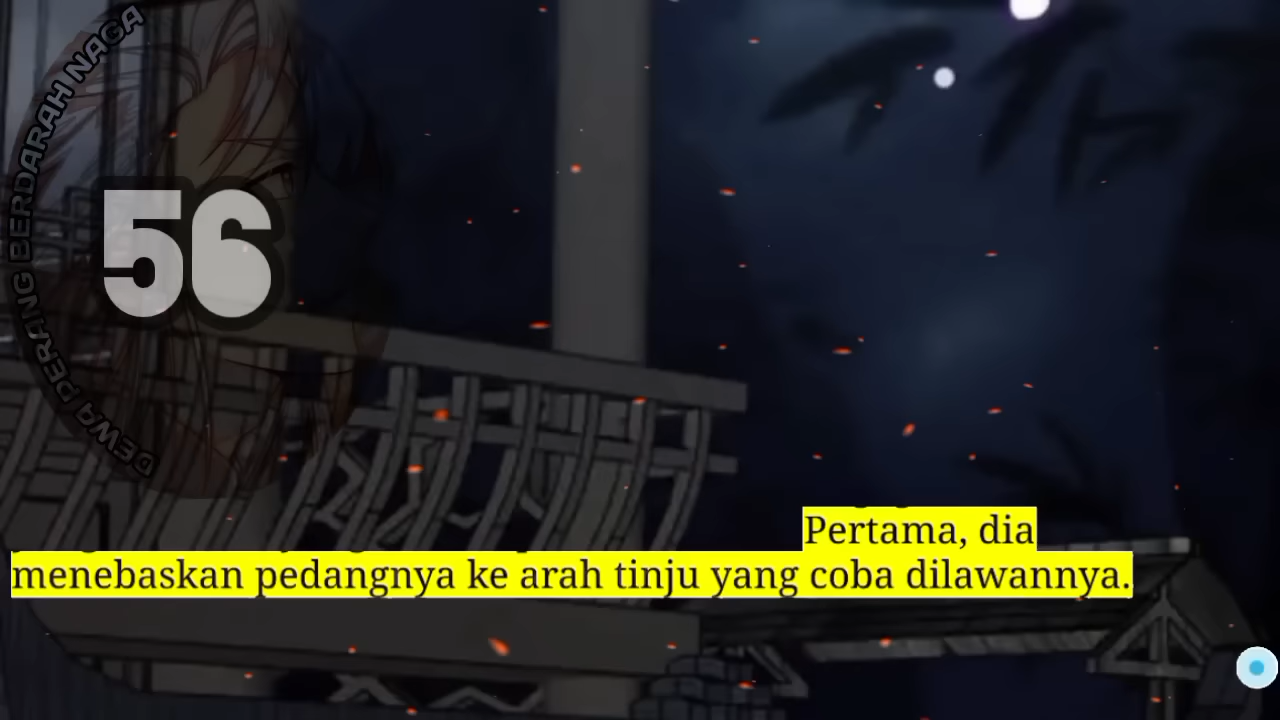 DEWA PERANG BERDARAH NAGA
56
Pertama, dia
menebaskan pedangnya ke arah tinju yang coba dilawannya.